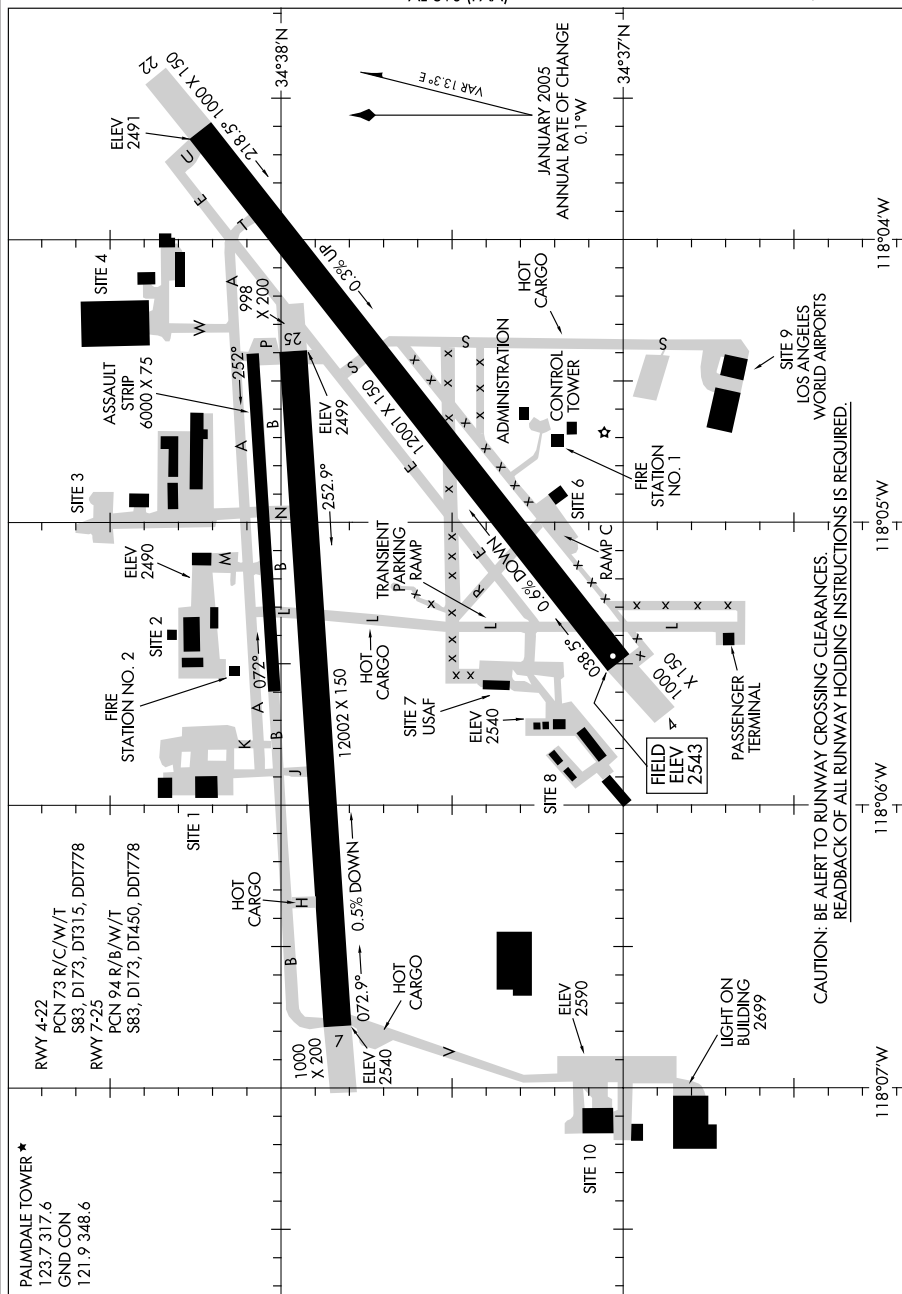 PALMDALE TOWER ★
123.7 317.6
GND CON
121.9 348.6
RWY 4-22
PCN 73 R/C/W/T
S83, D173, DT315, DDT778
RWY 7-25
PCN 94 R/B/W/T
S83, D173, DT450, DDT778
SITE 1
FIRE
STATION NO. 2
SITE 2
ELEV
2490
SITE 3
ASSAULT
STRIP
6000 X 75
SITE 4
ELEV
2491
22
1000 X 150
218.5°
34°38'N
U
E
T
A
W
998
X 200
252°
P
25
A
B
N
M
B
L
072°
A
K
B
J
HOT
CARGO
H
B
0.3% UP
ELEV
2499
252.9°
12002 X 150
0.5% DOWN
072.9°
7
1000
X 200
ELEV
2540
HOT
CARGO
V
S
E
12001 X 150
L
HOT
CARGO
TRANSIENT
PARKING
RAMP
R
E
L
0.6% DOWN
038.5°
SITE 7
USAF
ELEV
2540
SITE 8
FIELD
ELEV
2543
1000
X 150
4
L
PASSENGER
TERMINAL
RAMP C
SITE 6
FIRE
STATION
NO. 1
CONTROL
TOWER
ADMINISTRATION
HOT
CARGO
S
SITE 9
LOS ANGELES
WORLD AIRPORTS
VAR 13.3° E
JANUARY 2005
ANNUAL RATE OF CHANGE
0.1°W
34°37'N
ELEV
2590
SITE 10
LIGHT ON
BUILDING
2699
CAUTION: BE ALERT TO RUNWAY CROSSING CLEARANCES.
READBACK OF ALL RUNWAY HOLDING INSTRUCTIONS IS REQUIRED.
118°07'W
118°06'W
118°05'W
118°04'W